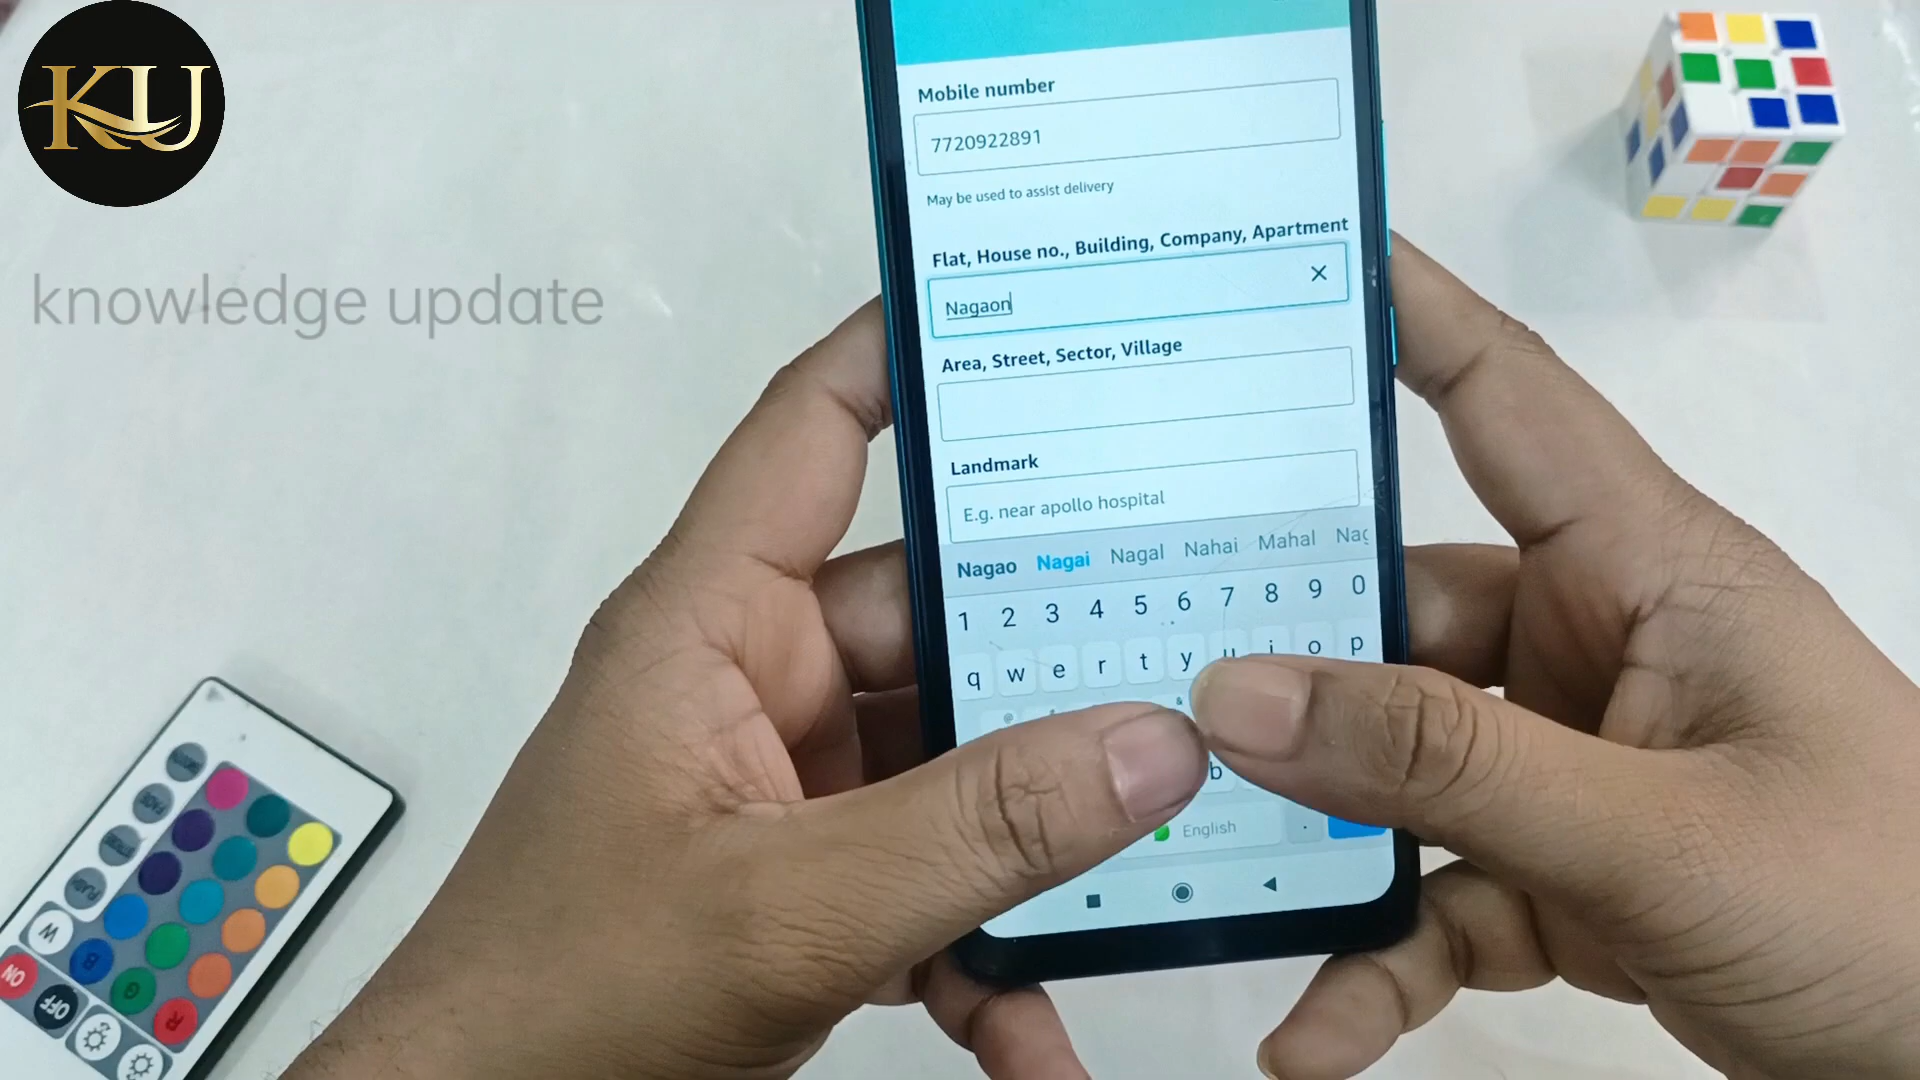 KU
knowledge update
Mobile number
7720922891
May be used to assist delivery
Flat, House no., Building, Company, Apartment
Nagaon
Area, Street, Sector, Village
Landmark
E.g. near apollo hospital
Nagao Nagai Nagal Nahai Mahal Nag
1 2 3 4 5 6 7 8 9 0
q w e r t y u i o p
b
English .
W
B G R
ON OFF